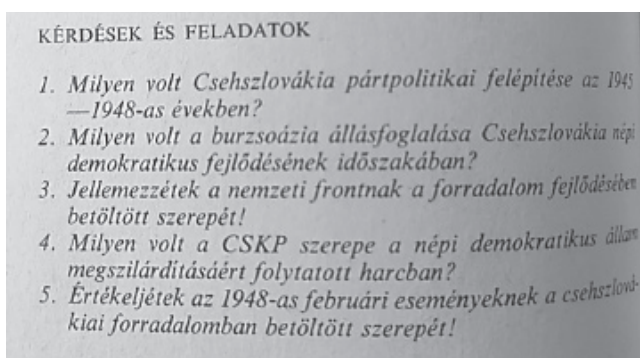 KÉRDÉSEK ÉS FELADATOK
1. Milyen volt Csehszlovákia pártpolitikai felépítése az 1945
—1948-as években?
2. Milyen volt a burzsoázia állásfoglalása Csehszlovákia népi
demokratikus fejlődésének időszakában?
3. Jellemezzétek a nemzeti frontnak a forradalom fejlődésében
betöltött szerepét!
4. Milyen volt a CSKP szerepe a népi demokratikus állam
megszilárdításáért folytatott harcban?
5. Értékeljétek az 1948-as februári eseményeknek a csehszlová-
kiai forradalomban betöltött szerepét!